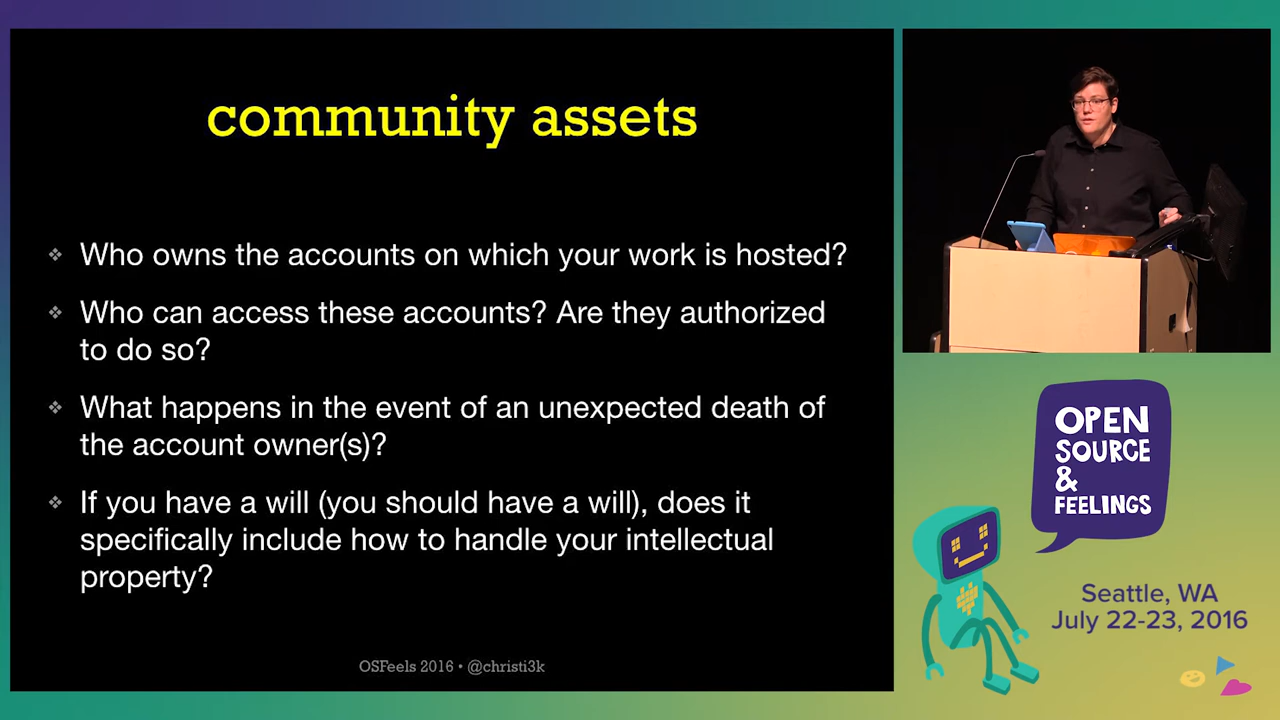 community assets
Who owns the accounts on which your work is hosted?
Who can access these accounts? Are they authorized
to do so?
What happens in the event of an unexpected death of
the account owner(s)?
If you have a will (you should have a will), does it
specifically include how to handle your intellectual
property?
OSFeels 2016 • @christi3k
OPEN
SOURCE
&
FEELINGS
Seattle, WA
July 22-23, 2016